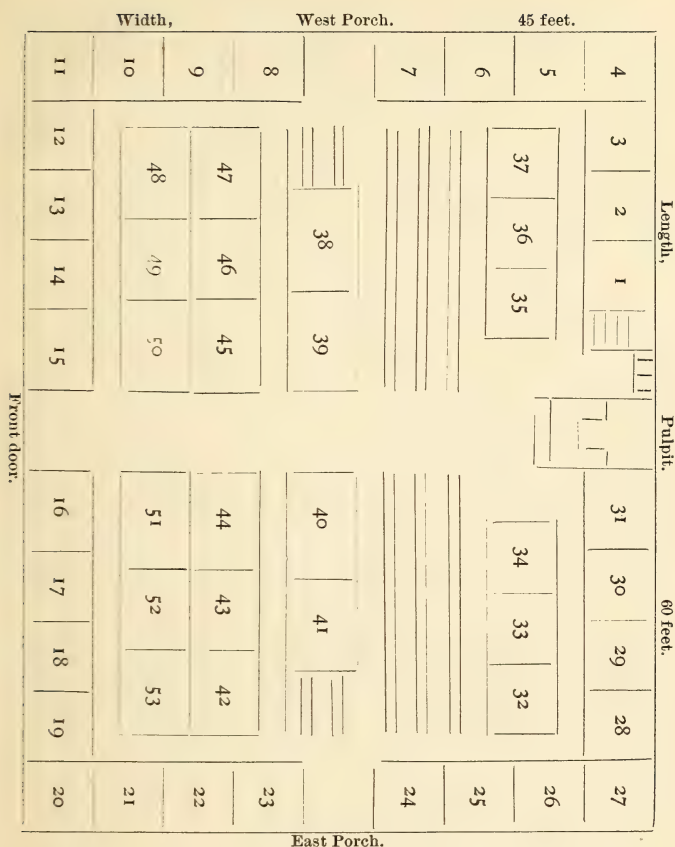 Width, West Porch. 45 feet.
11 10 9 8 7 6 5 4
12 48 47 37 3
13 49 46 38 36 2
14 50 45 39 35 1
15
Length,
Front door.
Pulpit.
16 51 44 40 34 31
17 52 43 41 33 30
18 53 42 32 29
19 28
60 feet.
20 21 22 23 24 25 26 27
East Porch.